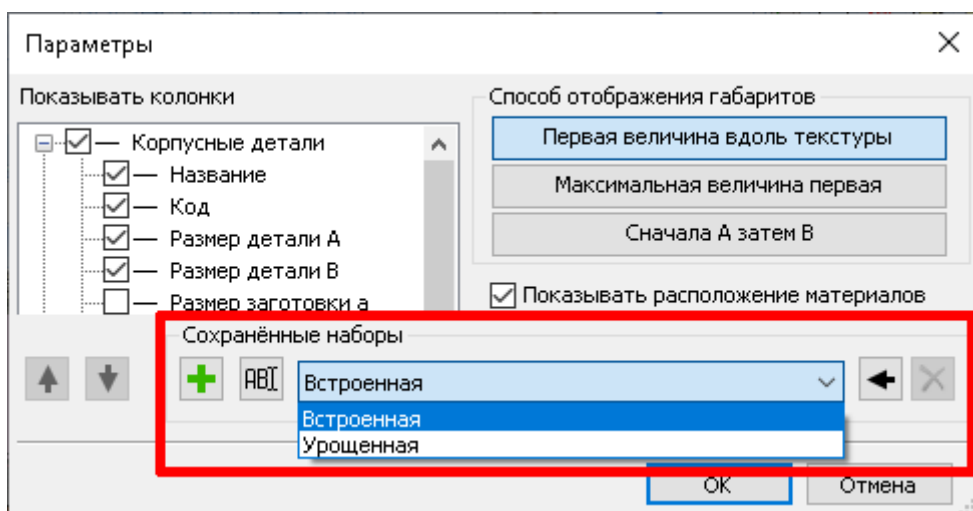 Параметры
Показывать колонки
Корпусные детали
Название
Код
Размер детали А
Размер детали В
Размер заготовки а
Способ отображения габаритов
Первая величина вдоль текстуры
Максимальная величина первая
Сначала А затем В
Показывать расположение материалов
Сохранённые наборы
ABI
Встроенная
Встроенная
Урощенная
ОК
Отмена